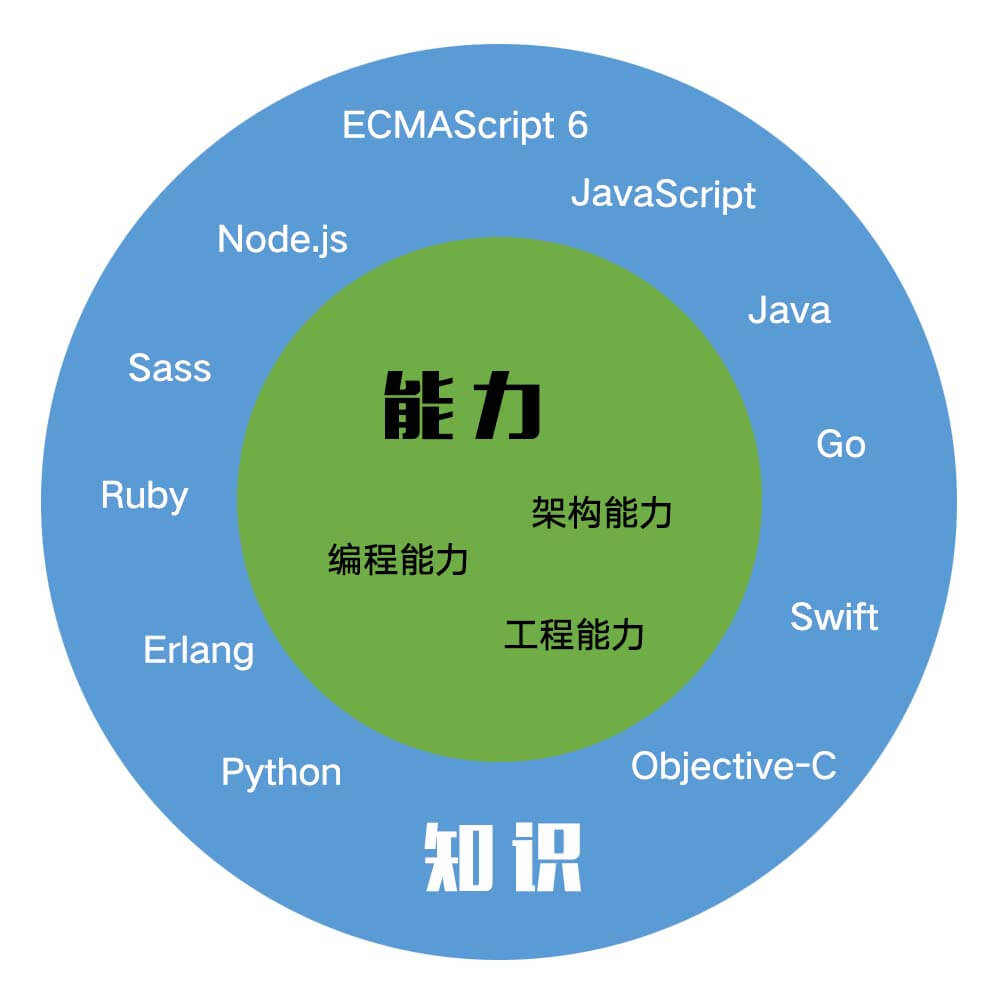 ECMAScript 6
JavaScript
Node.js
Java
Sass
能力
Go
Ruby
架构能力
编程能力
Swift
工程能力
Erlang
Objective-C
Python
知识